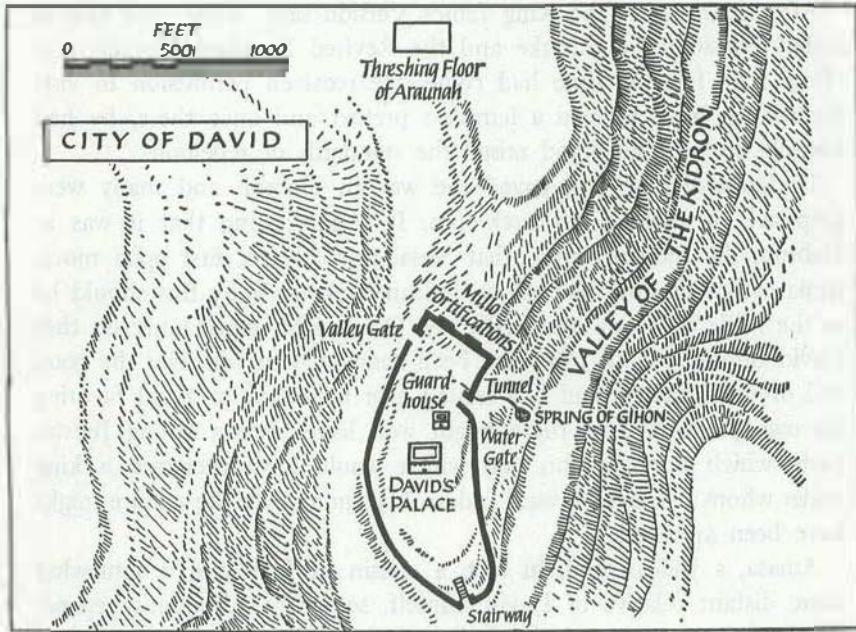 FEET
0 500 1000
CITY OF DAVID
Threshing Floor
of Araunah
VALLEY OF THE KIDRON
Millo
Fortifications
Valley Gate
Guard-
house
Tunnel
SPRING OF GIHON
Water
Gate
DAVID'S
PALACE
Stairway